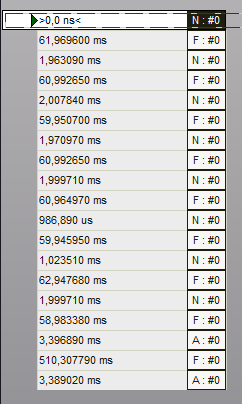 >0,0 ns< N : #0
61,969600 ms F : #0
1,963090 ms N : #0
60,992650 ms F : #0
2,007840 ms N : #0
59,950700 ms F : #0
1,970970 ms N : #0
60,992650 ms F : #0
1,999710 ms N : #0
60,964970 ms F : #0
986,890 us N : #0
59,945950 ms F : #0
1,023510 ms N : #0
62,947680 ms F : #0
1,999710 ms N : #0
58,983380 ms F : #0
3,396890 ms A : #0
510,307790 ms F : #0
3,389020 ms A : #0